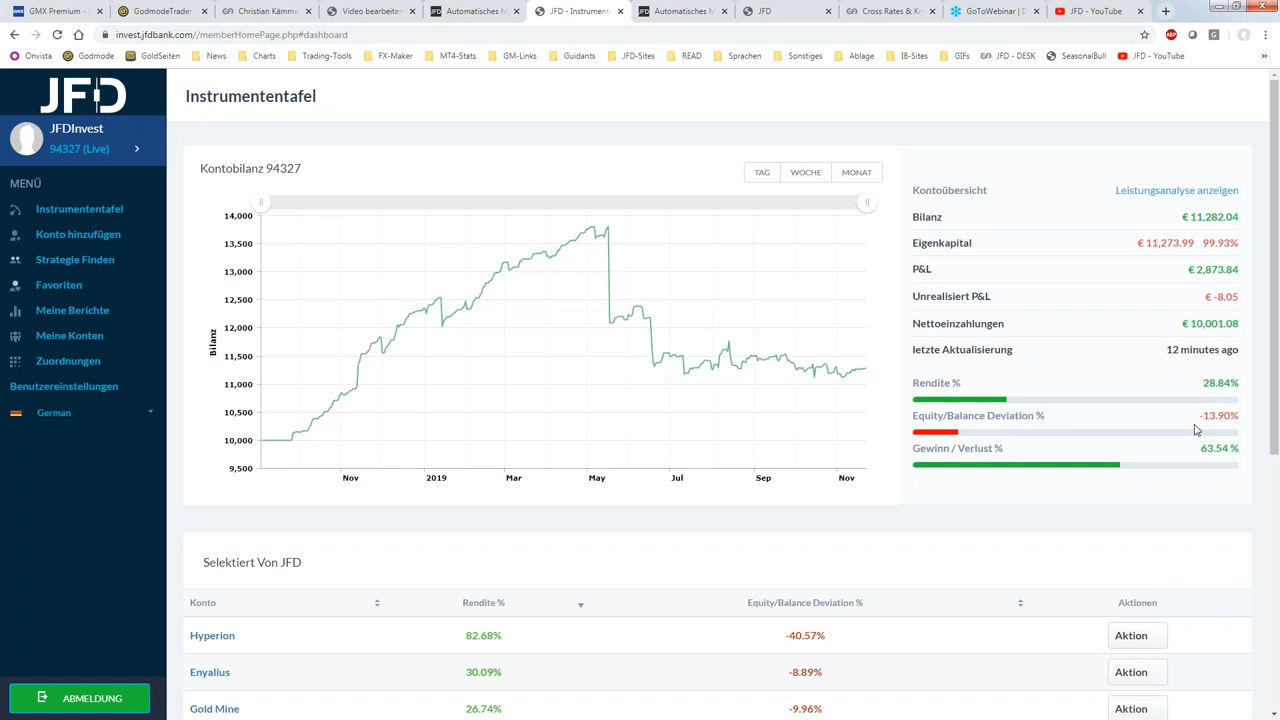 GMX Premium -
GodmodeTrader
Christian Kämme
Video bearbeiten
Automatisches M
JFD - Instrument
Automatisches M
JFD
Cross Rates & Kr
GoToWebinar | D
JFD - YouTube
invest.jfdbank.com//memberHomePage.php#dashboard
ABP
Onvista
Godmode
GoldSeiten
News
Charts
Trading-Tools
FX-Maker
MT4-Stats
GM-Links
Guidants
JFD-Sites
READ
Sprachen
Sonstiges
Ablage
IB-Sites
GIFs
JFD - DESK
SeasonalBull
JFD - YouTube
JFD
JFDInvest
94327 (Live)
MENÜ
Instrumententafel
Konto hinzufügen
Strategie Finden
Favoriten
Meine Berichte
Meine Konten
Zuordnungen
Benutzereinstellungen
German
ABMELDUNG
Instrumententafel
Kontobilanz 94327
TAG WOCHE MONAT
14,000
13,500
13,000
12,500
12,000
11,500
11,000
10,500
10,000
9,500
Bilanz
Nov 2019 Mar May Jul Sep Nov
Kontoübersicht Leistungsanalyse anzeigen
Bilanz € 11,282.04
Eigenkapital € 11,273.99 99.93%
P&L € 2,873.84
Unrealisiert P&L € -8.05
Nettoeinzahlungen € 10,001.08
letzte Aktualisierung 12 minutes ago
Rendite % 28.84%
Equity/Balance Deviation % -13.90%
Gewinn / Verlust % 63.54 %
Selektiert Von JFD
Konto Rendite % Equity/Balance Deviation % Aktionen
Hyperion 82.68% -40.57% Aktion
Enyalius 30.09% -8.89% Aktion
Gold Mine 26.74% -9.96% Aktion